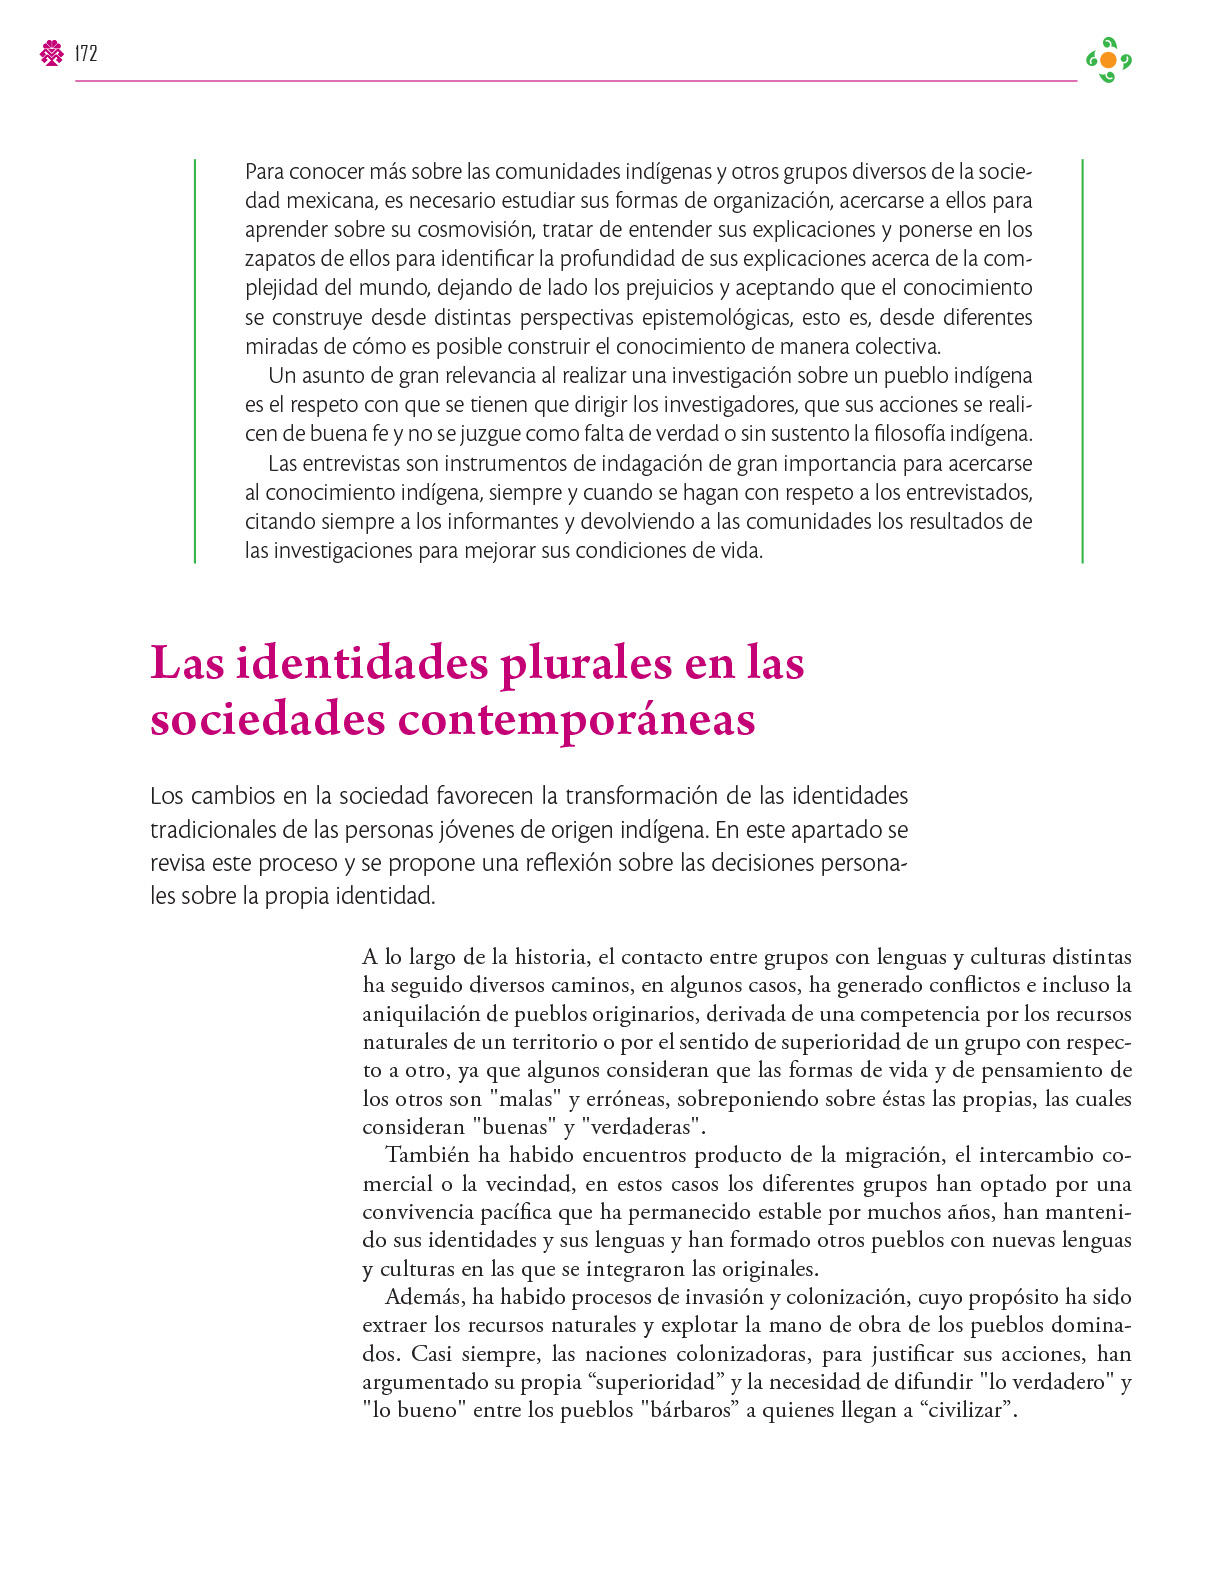 172
Para conocer más sobre las comunidades indígenas y otros grupos diversos de la socie-
dad mexicana, es necesario estudiar sus formas de organización, acercarse a ellos para
aprender sobre su cosmovisión, tratar de entender sus explicaciones y ponerse en los
zapatos de ellos para identificar la profundidad de sus explicaciones acerca de la com-
plejidad del mundo, dejando de lado los prejuicios y aceptando que el conocimiento
se construye desde distintas perspectivas epistemológicas, esto es, desde diferentes
miradas de cómo es posible construir el conocimiento de manera colectiva.
Un asunto de gran relevancia al realizar una investigación sobre un pueblo indígena
es el respeto con que se tienen que dirigir los investigadores, que sus acciones se reali-
cen de buena fe y no se juzgue como falta de verdad o sin sustento la filosofía indígena.
Las entrevistas son instrumentos de indagación de gran importancia para acercarse
al conocimiento indígena, siempre y cuando se hagan con respeto a los entrevistados,
citando siempre a los informantes y devolviendo a las comunidades los resultados de
las investigaciones para mejorar sus condiciones de vida.
Las identidades plurales en las
sociedades contemporáneas
Los cambios en la sociedad favorecen la transformación de las identidades
tradicionales de las personas jóvenes de origen indígena. En este apartado se
revisa este proceso y se propone una reflexión sobre las decisiones persona-
les sobre la propia identidad.
A lo largo de la historia, el contacto entre grupos con lenguas y culturas distintas
ha seguido diversos caminos, en algunos casos, ha generado conflictos e incluso la
aniquilación de pueblos originarios, derivada de una competencia por los recursos
naturales de un territorio o por el sentido de superioridad de un grupo con respec-
to a otro, ya que algunos consideran que las formas de vida y de pensamiento de
los otros son "malas" y erróneas, sobreponiendo sobre éstas las propias, las cuales
consideran "buenas" y "verdaderas".
También ha habido encuentros producto de la migración, el intercambio co-
mercial o la vecindad, en estos casos los diferentes grupos han optado por una
convivencia pacífica que ha permanecido estable por muchos años, han manteni-
do sus identidades y sus lenguas y han formado otros pueblos con nuevas lenguas
y culturas en las que se integraron las originales.
Además, ha habido procesos de invasión y colonización, cuyo propósito ha sido
extraer los recursos naturales y explotar la mano de obra de los pueblos domina-
dos. Casi siempre, las naciones colonizadoras, para justificar sus acciones, han
argumentado su propia “superioridad” y la necesidad de difundir "lo verdadero" y
"lo bueno" entre los pueblos "bárbaros” a quienes llegan a “civilizar”.